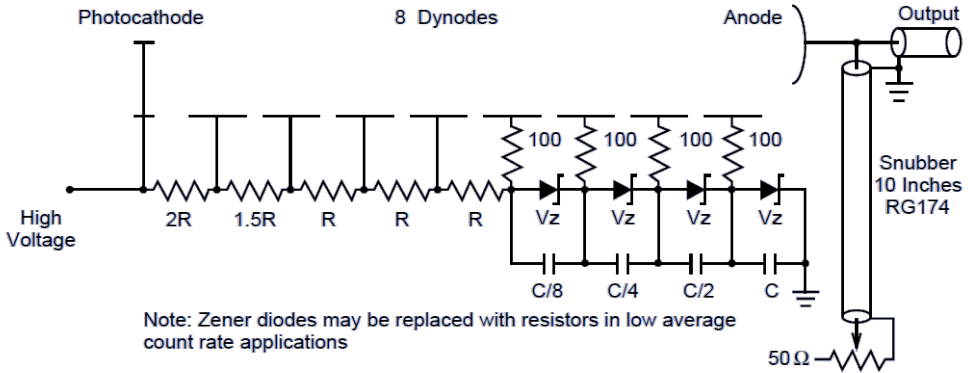 Photocathode
8 Dynodes
Anode
Output
100
100
100
100
High
Voltage
2R
1.5R
R
R
R
Vz
Vz
Vz
Vz
C/8
C/4
C/2
C
Snubber
10 Inches
RG174
Note: Zener diodes may be replaced with resistors in low average
count rate applications
50 Ω